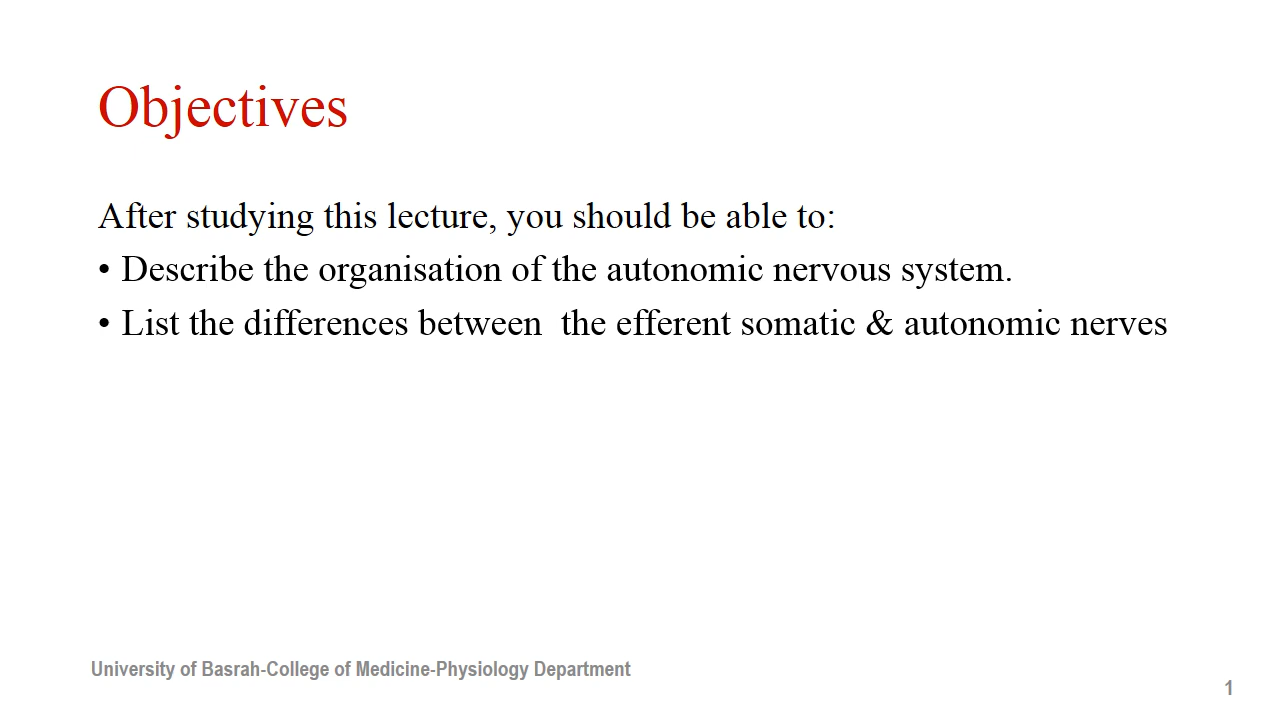 Objectives
After studying this lecture, you should be able to:
• Describe the organisation of the autonomic nervous system.
• List the differences between  the efferent somatic & autonomic nerves
University of Basrah-College of Medicine-Physiology Department
1